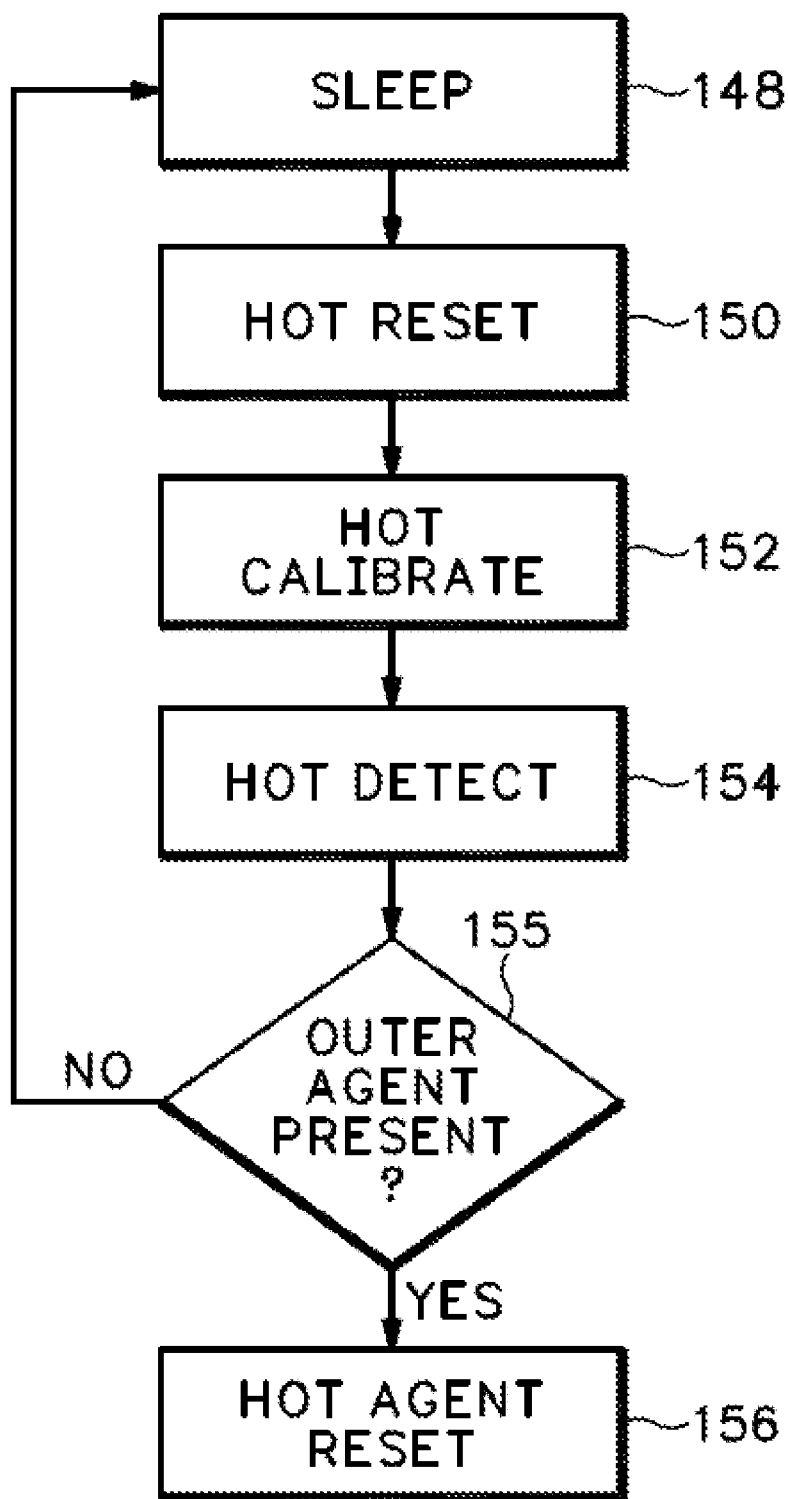 SLEEP
148
HOT RESET
150
HOT
CALIBRATE
152
HOT DETECT
154
155
OUTER
AGENT
PRESENT
?
NO
YES
HOT AGENT
RESET
156